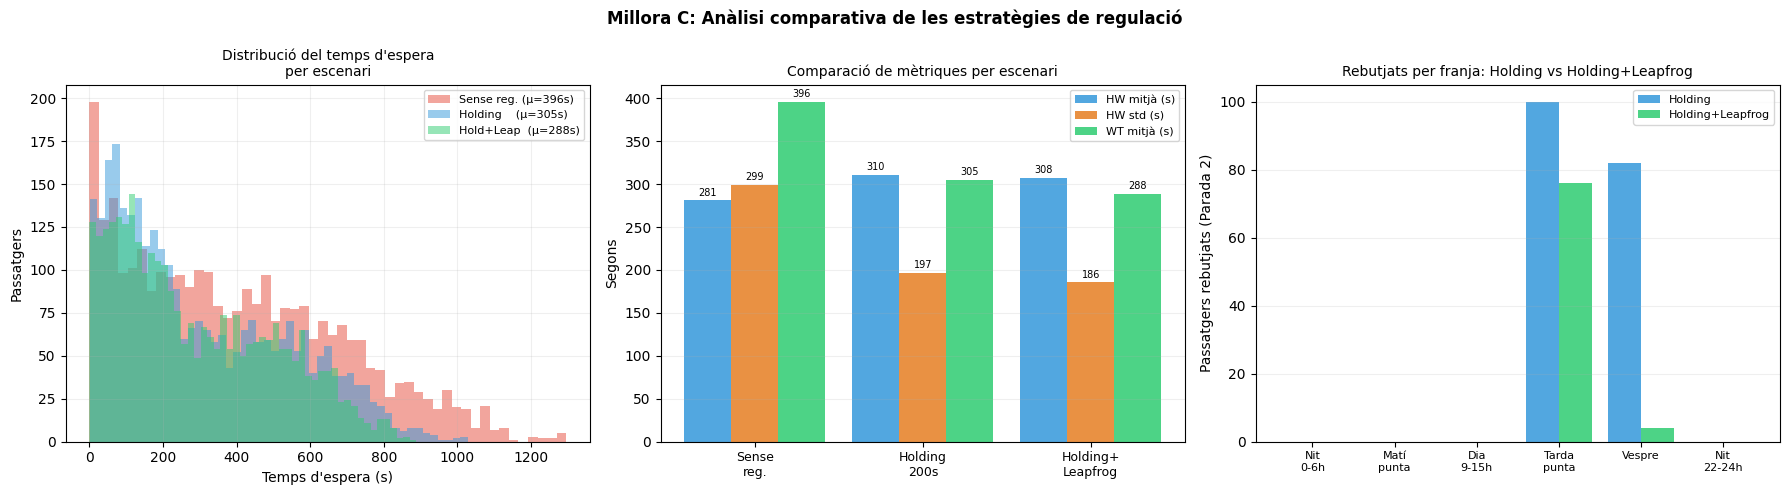 Millora C: Anàlisi comparativa de les estratègies de regulació
Distribució del temps d'espera
per escenari
200
175
150
125
100
75
50
25
0
Passatgers
Sense reg. (μ=396s)
Holding    (μ=305s)
Hold+Leap  (μ=288s)
0 200 400 600 800 1000 1200
Temps d'espera (s)
Comparació de mètriques per escenari
400
350
300
250
200
150
100
50
0
Segons
HW mitjà (s)
HW std (s)
WT mitjà (s)
281 299 396
310 197 305
308 186 288
Sense
reg.
Holding
200s
Holding+
Leapfrog
Rebutjats per franja: Holding vs Holding+Leapfrog
100
80
60
40
20
0
Passatgers rebutjats (Parada 2)
Holding
Holding+Leapfrog
Nit
0-6h
Matí
punta
Dia
9-15h
Tarda
punta
Vespre
Nit
22-24h